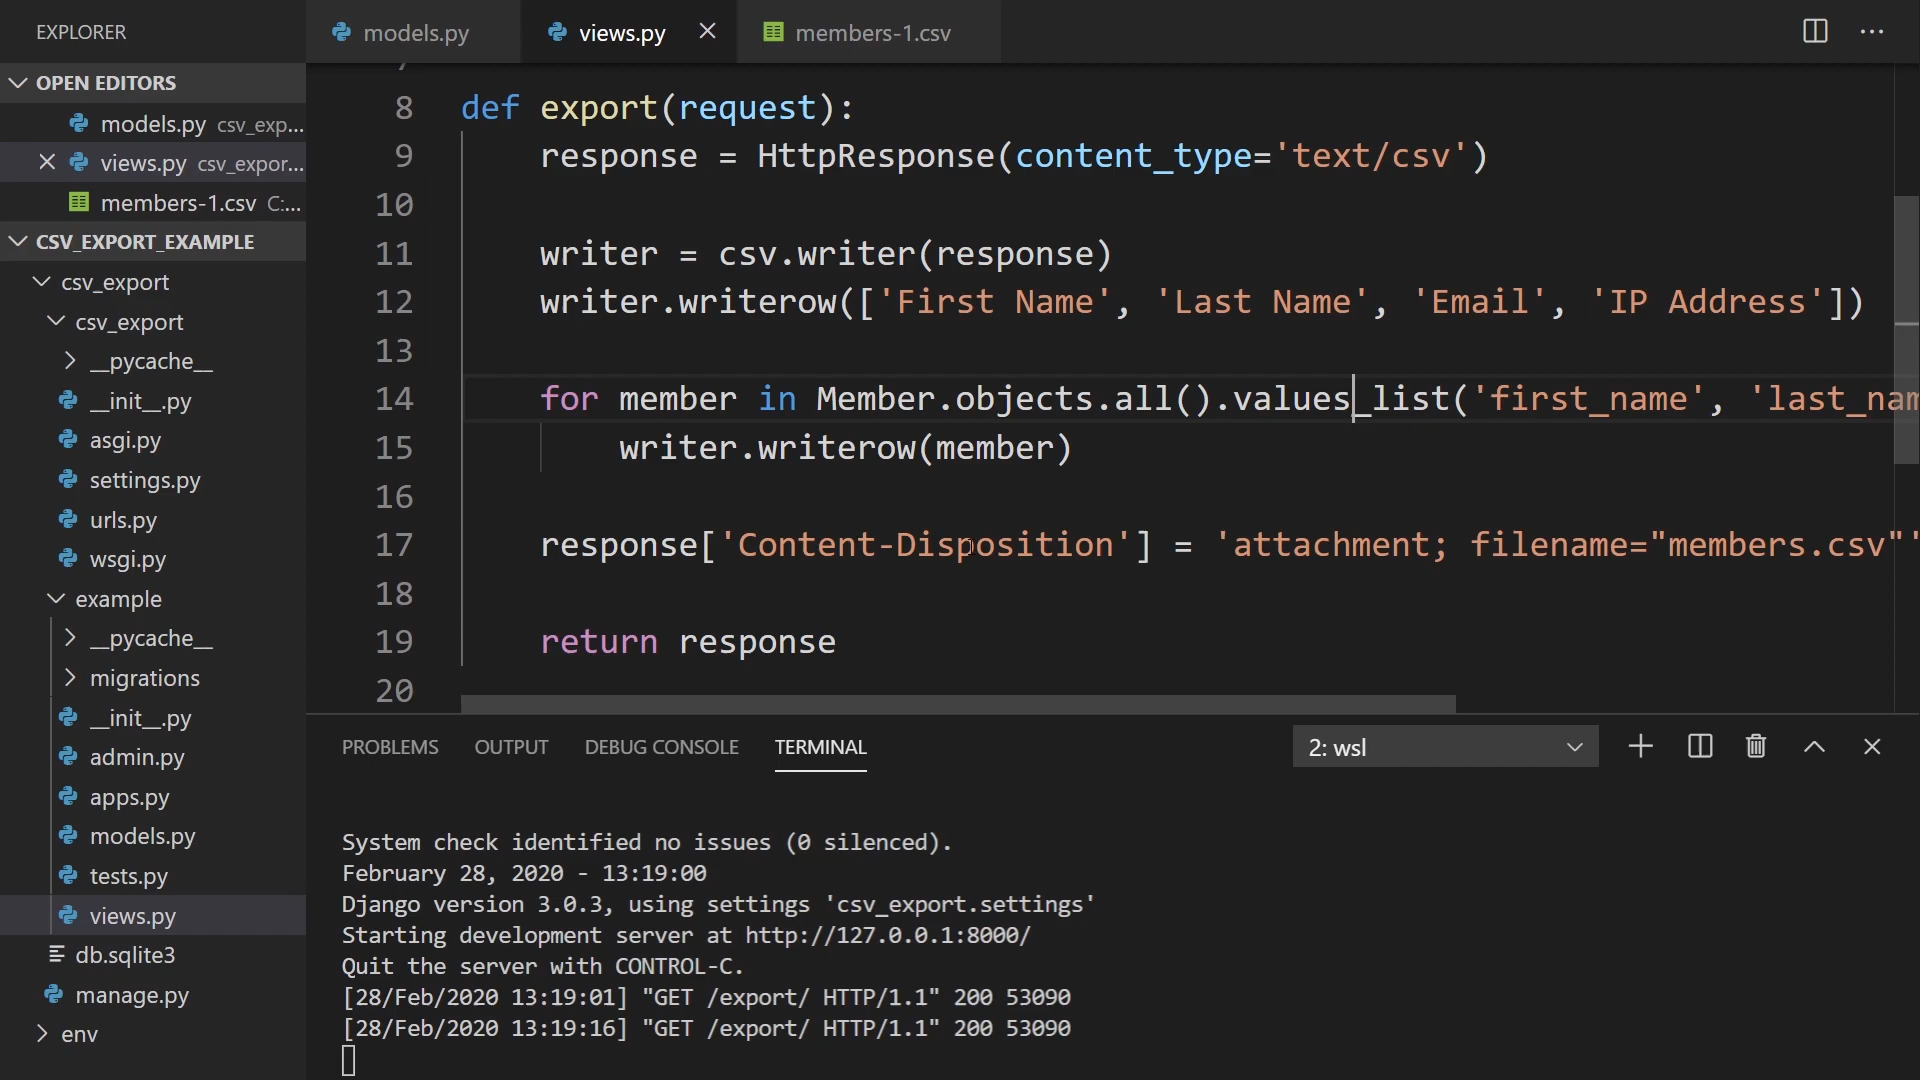 EXPLORER
OPEN EDITORS
models.py csv_exp...
views.py csv_expor...
members-1.csv C:...
CSV_EXPORT_EXAMPLE
csv_export
csv_export
__pycache__
__init__.py
asgi.py
settings.py
urls.py
wsgi.py
example
__pycache__
migrations
__init__.py
admin.py
apps.py
models.py
tests.py
views.py
db.sqlite3
manage.py
env
models.py
views.py
members-1.csv
8 def export(request):
9 response = HttpResponse(content_type='text/csv')
10
11 writer = csv.writer(response)
12 writer.writerow(['First Name', 'Last Name', 'Email', 'IP Address'])
13
14 for member in Member.objects.all().values_list('first_name', 'last_nam
15 writer.writerow(member)
16
17 response['Content-Disposition'] = 'attachment; filename="members.csv"'
18
19 return response
20
PROBLEMS OUTPUT DEBUG CONSOLE TERMINAL 2: wsl
System check identified no issues (0 silenced).
February 28, 2020 - 13:19:00
Django version 3.0.3, using settings 'csv_export.settings'
Starting development server at http://127.0.0.1:8000/
Quit the server with CONTROL-C.
[28/Feb/2020 13:19:01] "GET /export/ HTTP/1.1" 200 53090
[28/Feb/2020 13:19:16] "GET /export/ HTTP/1.1" 200 53090